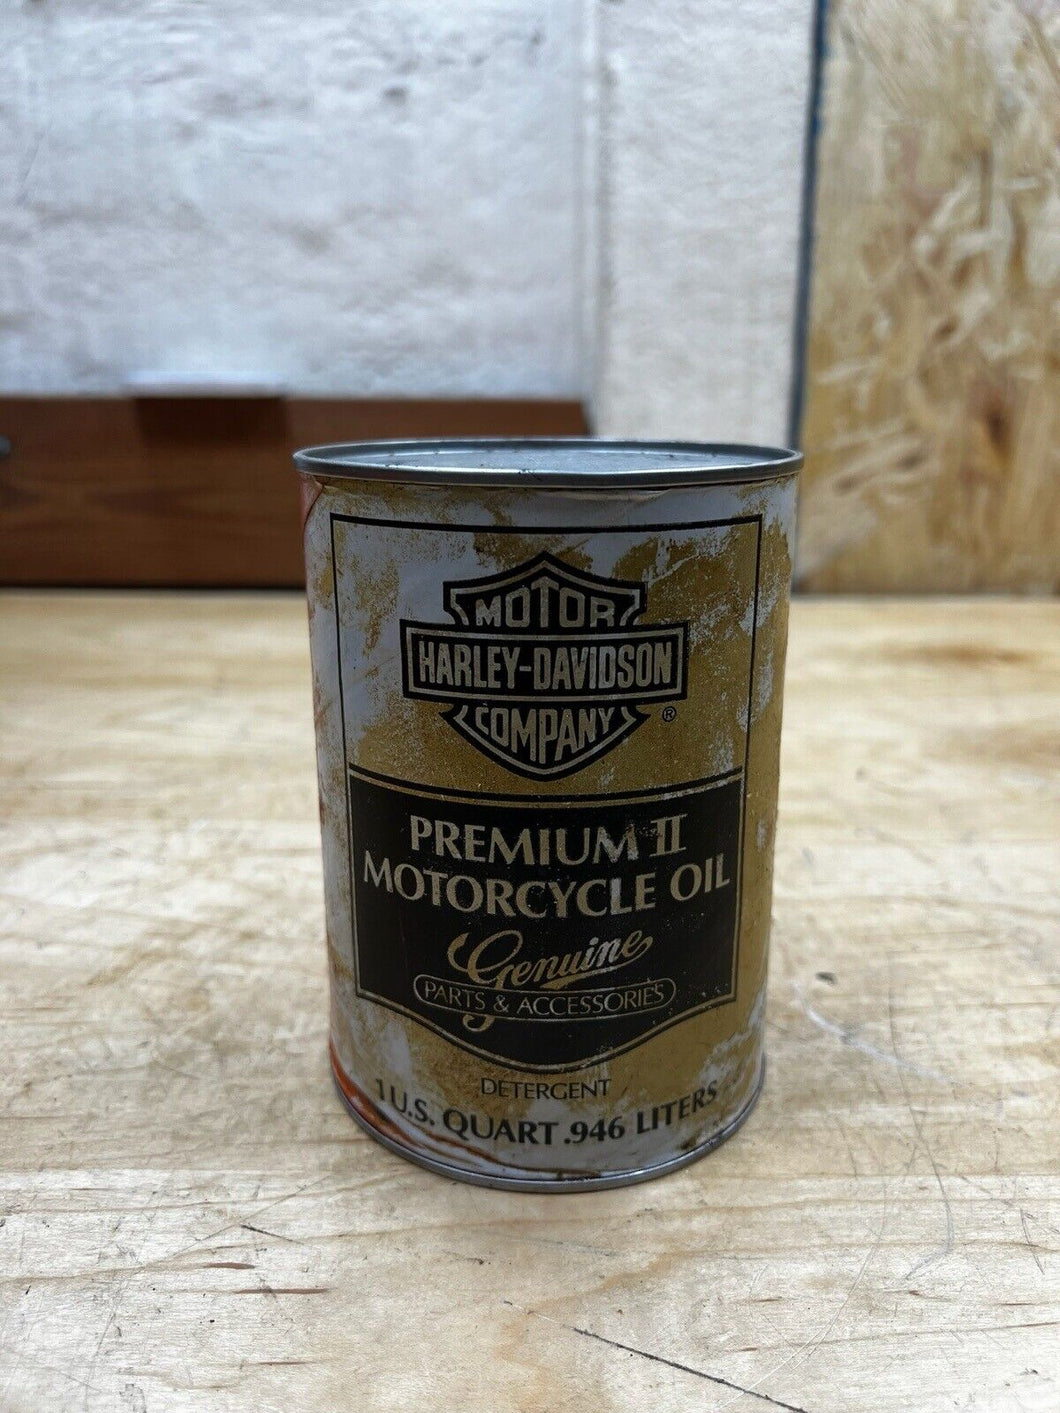 MOTOR
HARLEY-DAVIDSON
COMPANY ®
PREMIUM II
MOTORCYCLE OIL
Genuine
PARTS & ACCESSORIES
DETERGENT
1 U.S. QUART .946 LITERS